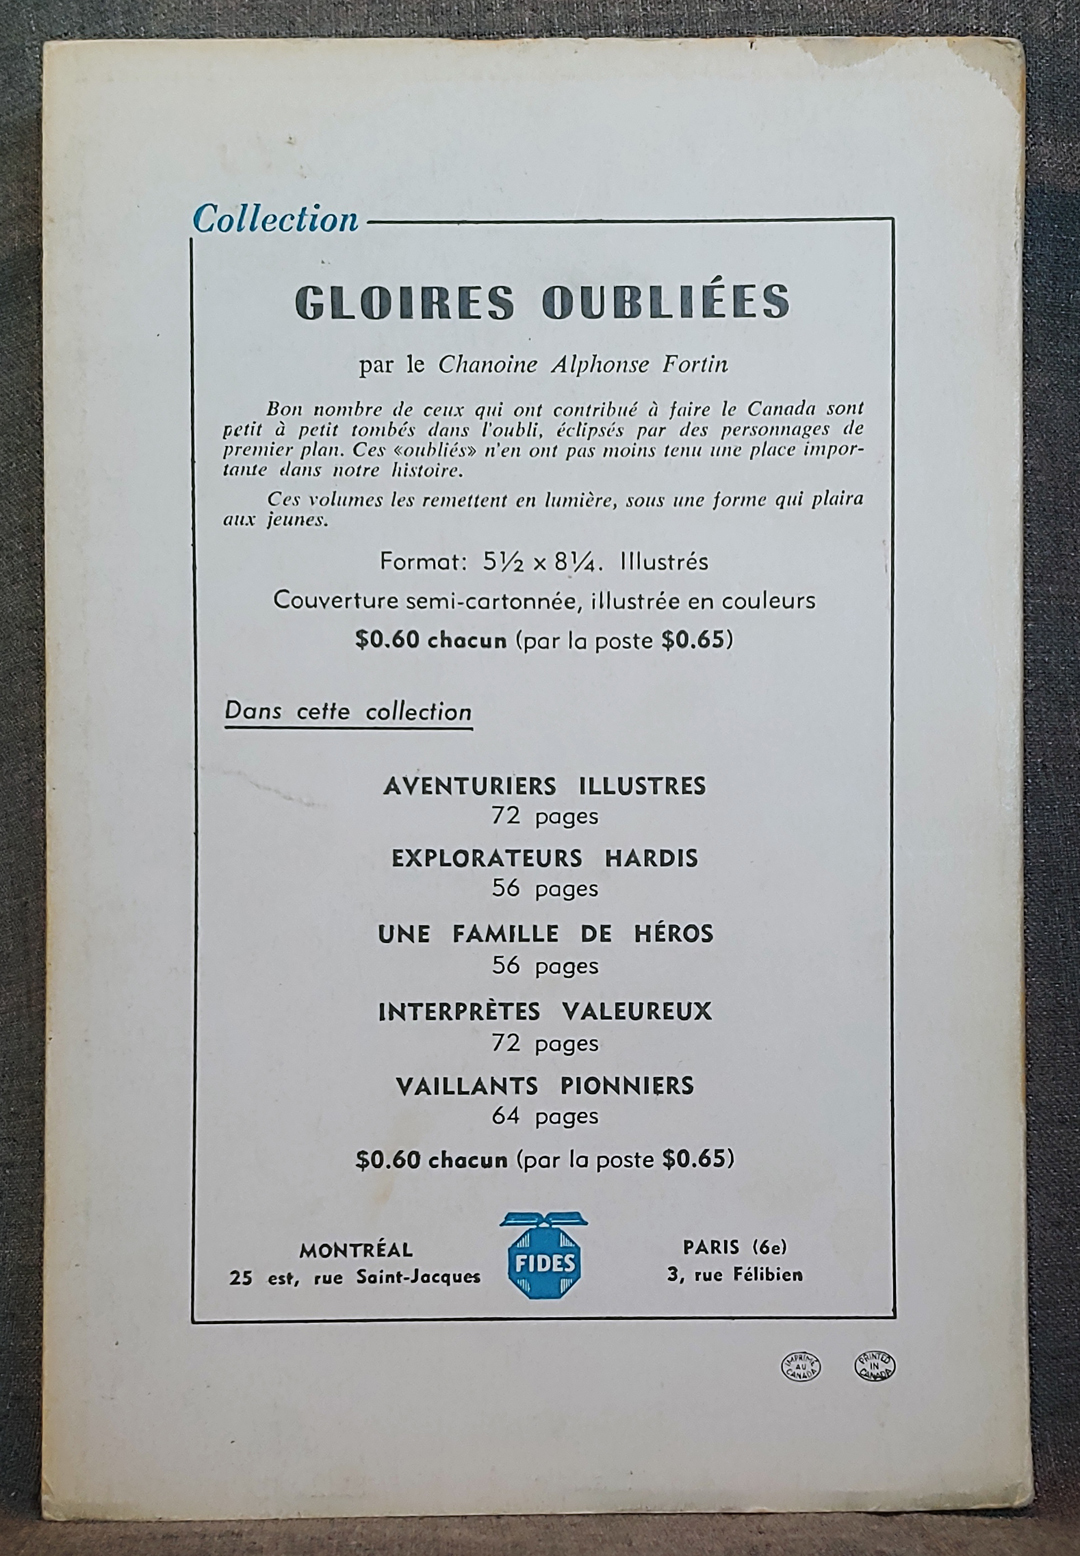 Collection
GLOIRES OUBLIÉES
par le Chanoine Alphonse Fortin
Bon nombre de ceux qui ont contribué à faire le Canada sont
petit à petit tombés dans l'oubli, éclipsés par des personnages de
premier plan. Ces «oubliés» n'en ont pas moins tenu une place impor-
tante dans notre histoire.
Ces volumes les remettent en lumière, sous une forme qui plaira
aux jeunes.
Format: 5½ x 8¼. Illustrés
Couverture semi-cartonnée, illustrée en couleurs
$0.60 chacun (par la poste $0.65)
Dans cette collection
AVENTURIERS ILLUSTRES
72 pages
EXPLORATEURS HARDIS
56 pages
UNE FAMILLE DE HÉROS
56 pages
INTERPRÈTES VALEUREUX
72 pages
VAILLANTS PIONNIERS
64 pages
$0.60 chacun (par la poste $0.65)
MONTRÉAL
25 est, rue Saint-Jacques
FIDES
PARIS (6e)
3, rue Félibien
IMPRIMÉ
AU
CANADA
PRINTED
IN
CANADA